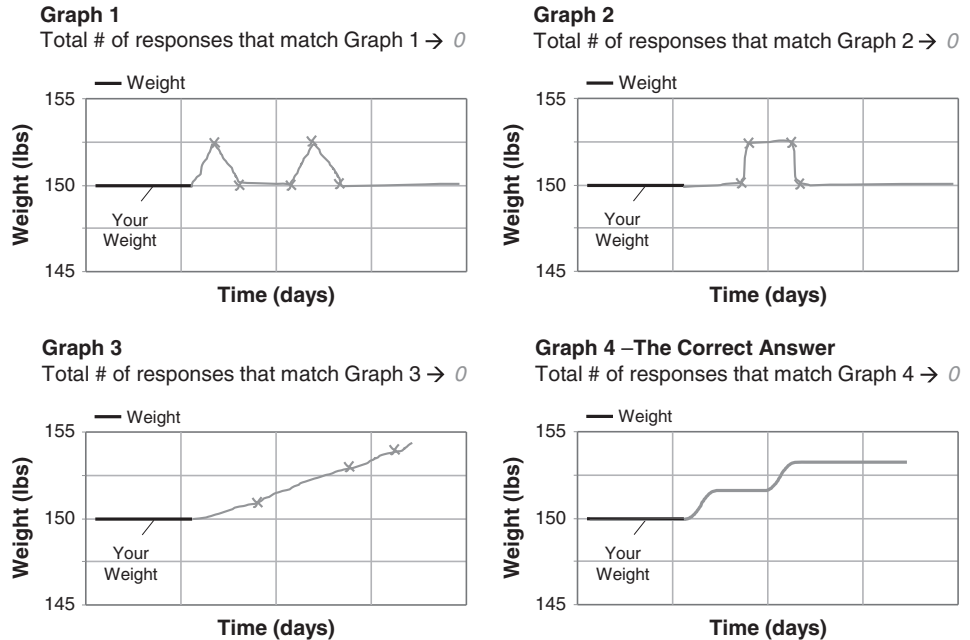 Graph 1
Total # of responses that match Graph 1 → 0
Weight
155
150
145
Weight (lbs)
Your
Weight
Time (days)
Graph 2
Total # of responses that match Graph 2 → 0
Weight
155
150
145
Weight (lbs)
Your
Weight
Time (days)
Graph 3
Total # of responses that match Graph 3 → 0
Weight
155
150
145
Weight (lbs)
Your
Weight
Time (days)
Graph 4 –The Correct Answer
Total # of responses that match Graph 4 → 0
Weight
155
150
145
Weight (lbs)
Your
Weight
Time (days)